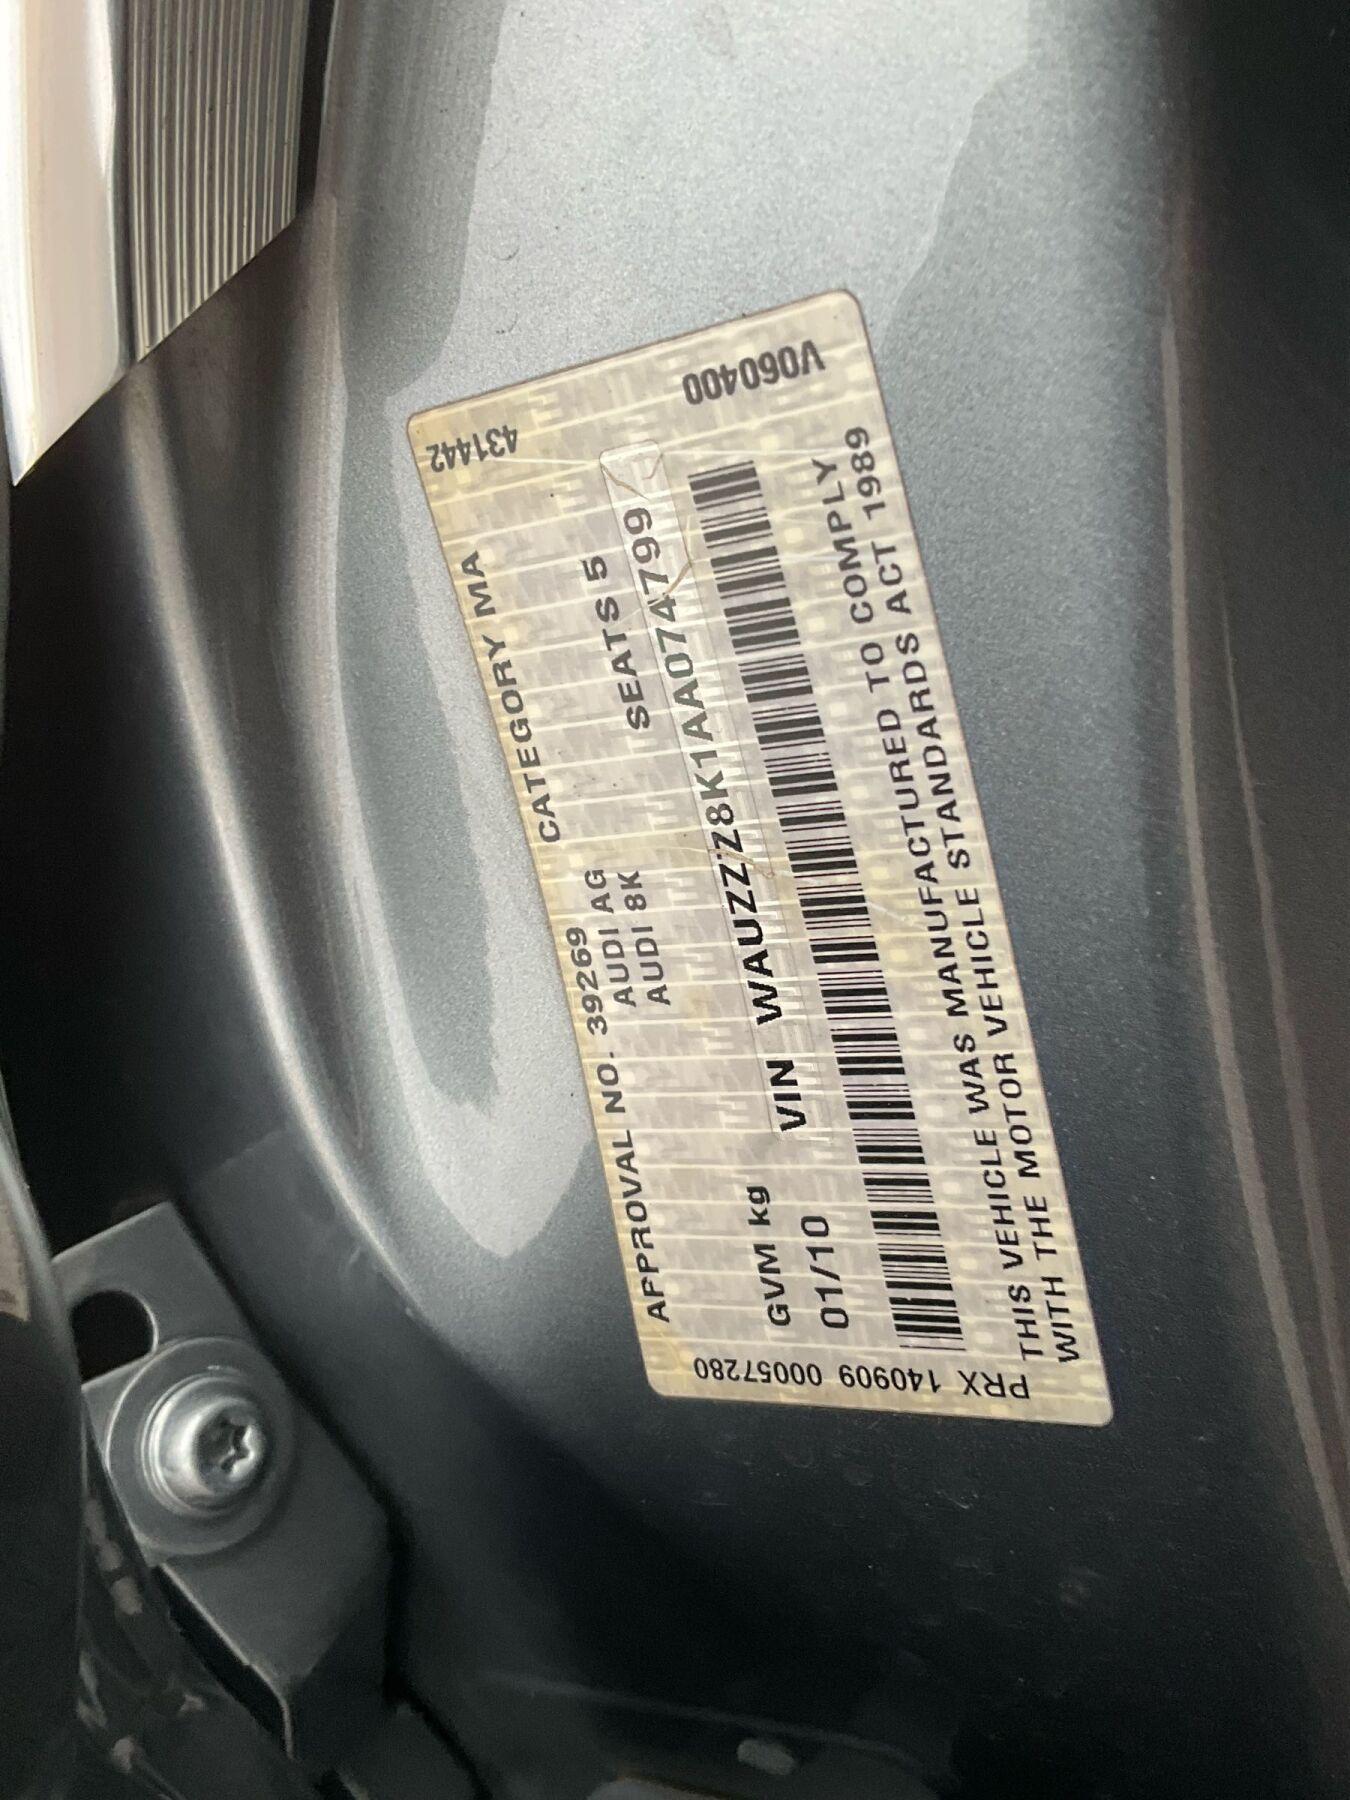 APPROVAL NO. 39269 CATEGORY MA
AUDI AG
AUDI 8K SEATS 5
GVM kg
01/10 VIN WAUZZZ8K1AA074799
THIS VEHICLE WAS MANUFACTURED TO COMPLY
WITH THE MOTOR VEHICLE STANDARDS ACT 1989
PRX 140909 00057280
431442
V060400